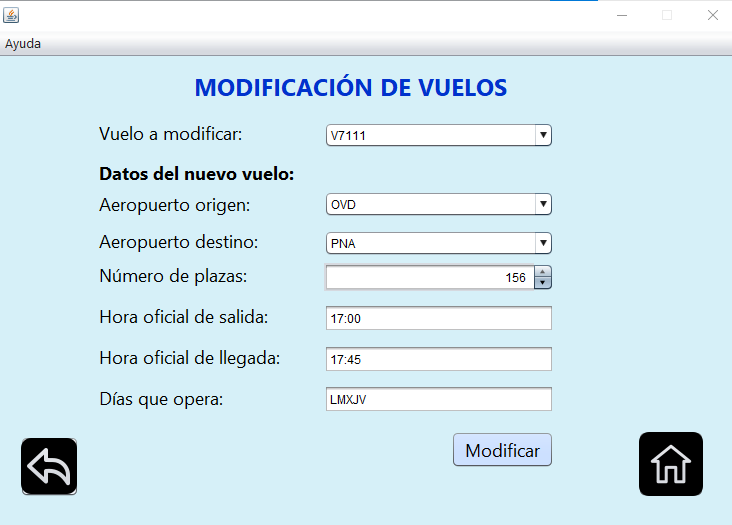 Ayuda
MODIFICACIÓN DE VUELOS
Vuelo a modificar: V7111
Datos del nuevo vuelo:
Aeropuerto origen: OVD
Aeropuerto destino: PNA
Número de plazas: 156
Hora oficial de salida: 17:00
Hora oficial de llegada: 17:45
Días que opera: LMXJV
Modificar